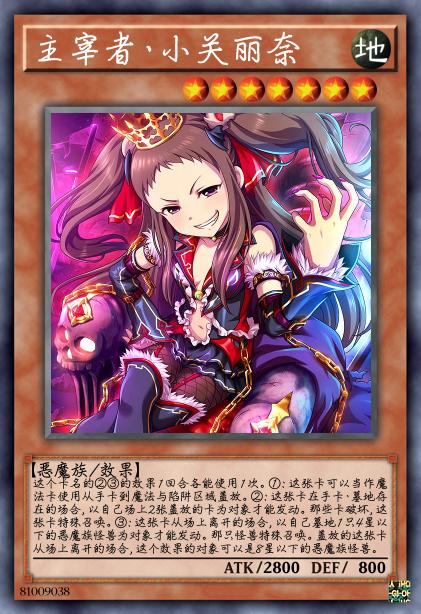 主宰者·小关丽奈
地
【恶魔族/效果】
这个卡名的②③的效果1回合各能使用1次。①：这张卡可以当作魔
法卡使用从手卡到魔法与陷阱区域盖放。②：这张卡在手卡·墓地存
在的场合，以自己场上2张盖放的卡为对象才能发动。那些卡破坏，这
张卡特殊召唤。③：这张卡从场上离开的场合，以自己墓地1只4星以
下的恶魔族怪兽为对象才能发动。那只怪兽特殊召唤。盖放的这张卡
从场上离开的场合，这个效果的对象可以是8星以下的恶魔族怪兽。
ATK/2800 DEF/ 800
81009038